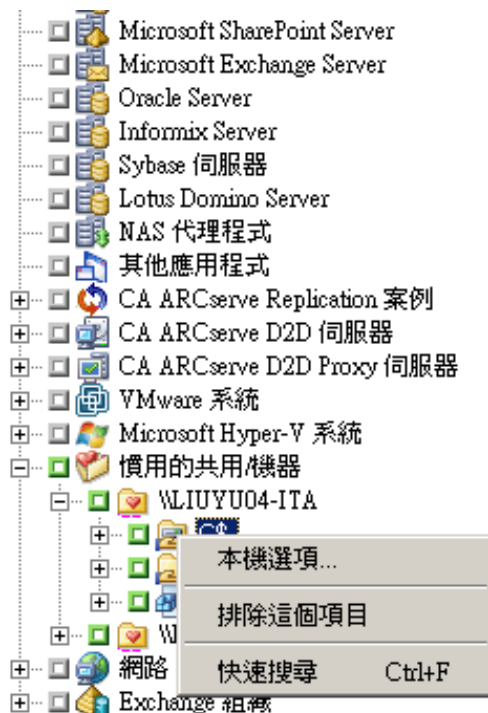 Microsoft SharePoint Server
Microsoft Exchange Server
Oracle Server
Informix Server
Sybase 伺服器
Lotus Domino Server
NAS 代理程式
其他應用程式
CA ARCserve Replication 案例
CA ARCserve D2D 伺服器
CA ARCserve D2D Proxy 伺服器
VMware 系統
Microsoft Hyper-V 系統
慣用的共用/機器
\\LIUYU04-ITA
C$
本機選項...
排除這個項目
快速搜尋 Ctrl+F
網路
Exchange 組織